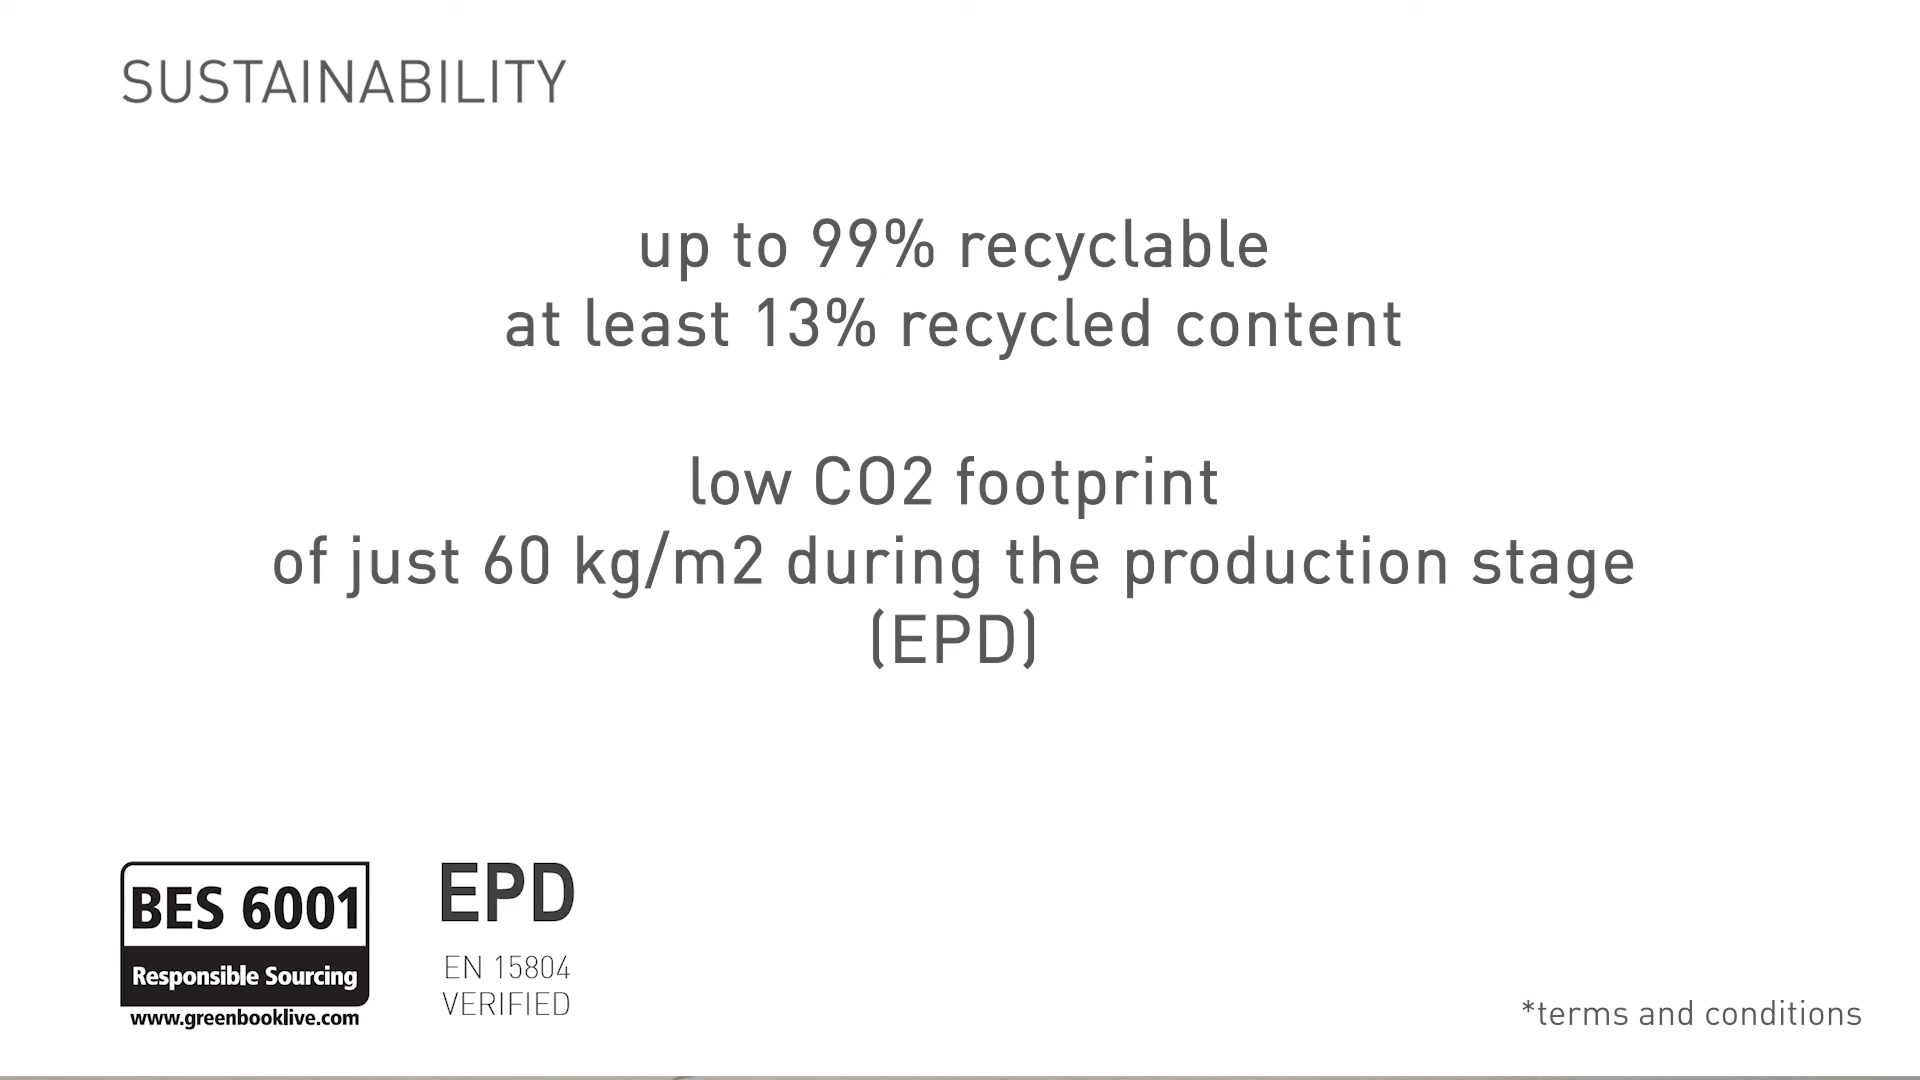 SUSTAINABILITY
up to 99% recyclable
at least 13% recycled content
low CO2 footprint
of just 60 kg/m2 during the production stage
(EPD)
BES 6001
Responsible Sourcing
www.greenbooklive.com
EPD
EN 15804
VERIFIED
*terms and conditions